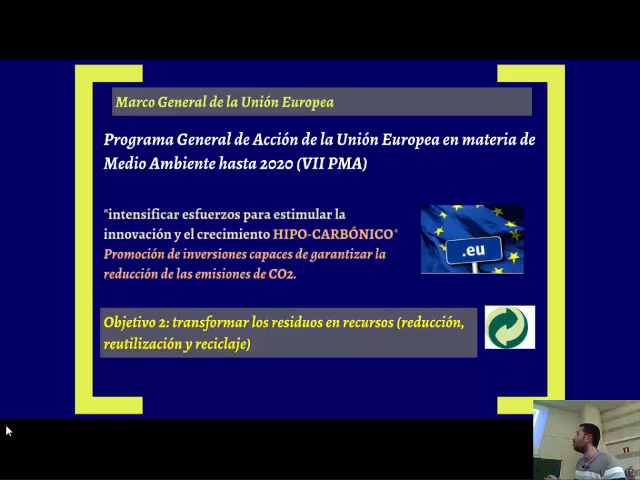 Marco General de la Unión Europea
Programa General de Acción de la Unión Europea en materia de
Medio Ambiente hasta 2020 (VII PMA)
"intensificar esfuerzos para estimular la
innovación y el crecimiento HIPO-CARBÓNICO"
Promoción de inversiones capaces de garantizar la
reducción de las emisiones de CO2.
.eu
Objetivo 2: transformar los residuos en recursos (reducción,
reutilización y reciclaje)